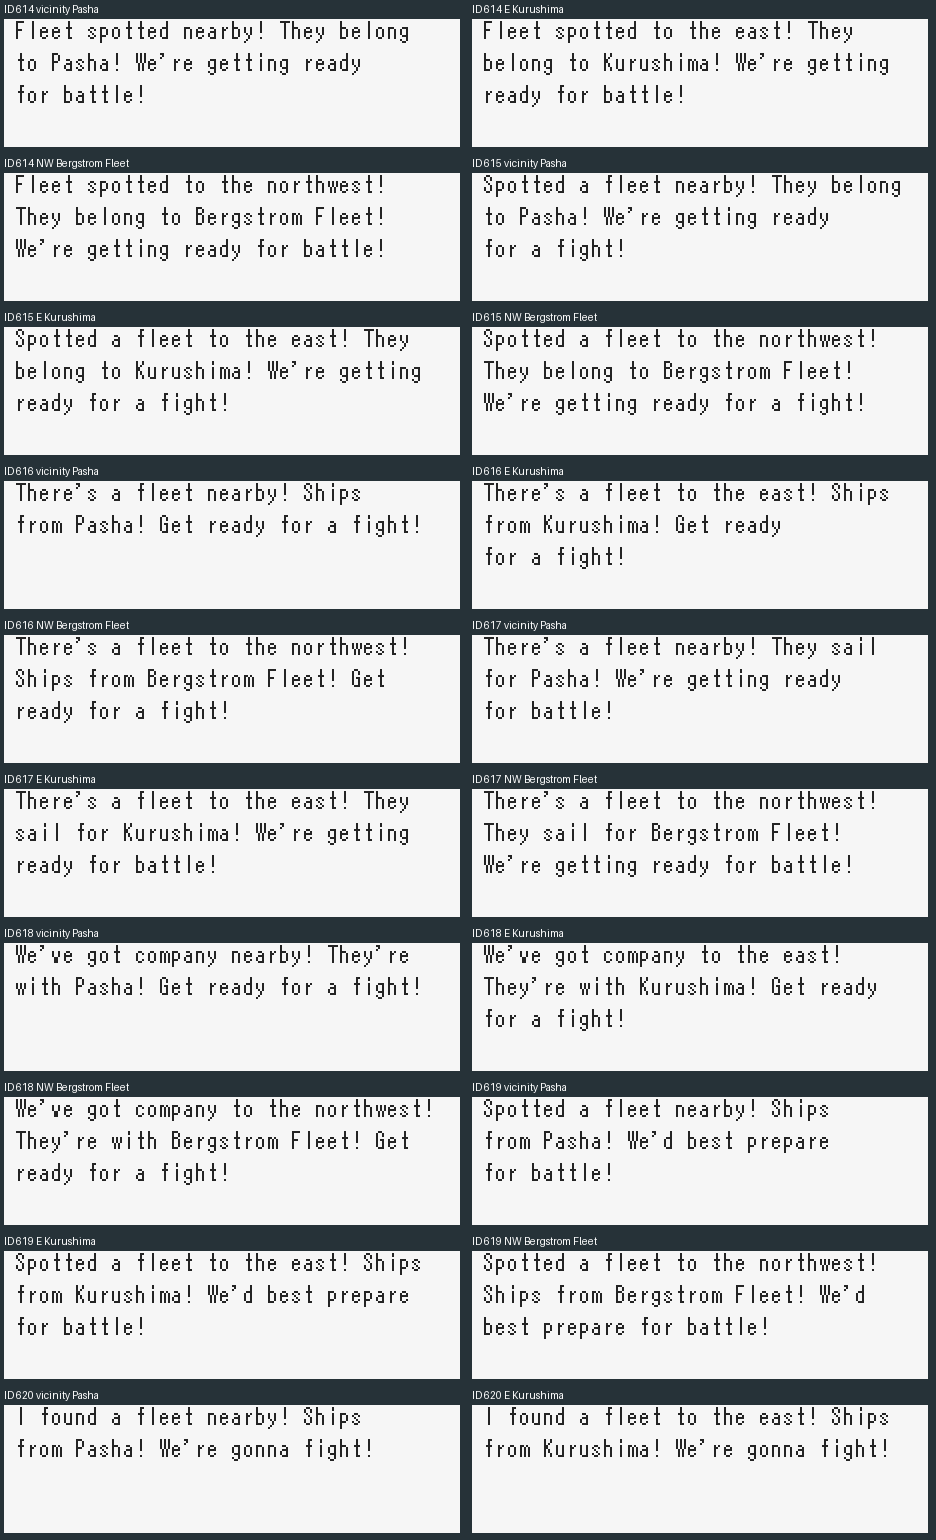 ID614 vicinity Pasha
Fleet spotted nearby! They belong
to Pasha! We're getting ready
for battle!
ID614 E Kurushima
Fleet spotted to the east! They
belong to Kurushima! We're getting
ready for battle!
ID614 NW Bergstrom Fleet
Fleet spotted to the northwest!
They belong to Bergstrom Fleet!
We're getting ready for battle!
ID615 vicinity Pasha
Spotted a fleet nearby! They belong
to Pasha! We're getting ready
for a fight!
ID615 E Kurushima
Spotted a fleet to the east! They
belong to Kurushima! We're getting
ready for a fight!
ID615 NW Bergstrom Fleet
Spotted a fleet to the northwest!
They belong to Bergstrom Fleet!
We're getting ready for a fight!
ID616 vicinity Pasha
There's a fleet nearby! Ships
from Pasha! Get ready for a fight!
ID616 E Kurushima
There's a fleet to the east! Ships
from Kurushima! Get ready
for a fight!
ID616 NW Bergstrom Fleet
There's a fleet to the northwest!
Ships from Bergstrom Fleet! Get
ready for a fight!
ID617 vicinity Pasha
There's a fleet nearby! They sail
for Pasha! We're getting ready
for battle!
ID617 E Kurushima
There's a fleet to the east! They
sail for Kurushima! We're getting
ready for battle!
ID617 NW Bergstrom Fleet
There's a fleet to the northwest!
They sail for Bergstrom Fleet!
We're getting ready for battle!
ID618 vicinity Pasha
We've got company nearby! They're
with Pasha! Get ready for a fight!
ID618 E Kurushima
We've got company to the east!
They're with Kurushima! Get ready
for a fight!
ID618 NW Bergstrom Fleet
We've got company to the northwest!
They're with Bergstrom Fleet! Get
ready for a fight!
ID619 vicinity Pasha
Spotted a fleet nearby! Ships
from Pasha! We'd best prepare
for battle!
ID619 E Kurushima
Spotted a fleet to the east! Ships
from Kurushima! We'd best prepare
for battle!
ID619 NW Bergstrom Fleet
Spotted a fleet to the northwest!
Ships from Bergstrom Fleet! We'd
best prepare for battle!
ID620 vicinity Pasha
I found a fleet nearby! Ships
from Pasha! We're gonna fight!
ID620 E Kurushima
I found a fleet to the east! Ships
from Kurushima! We're gonna fight!